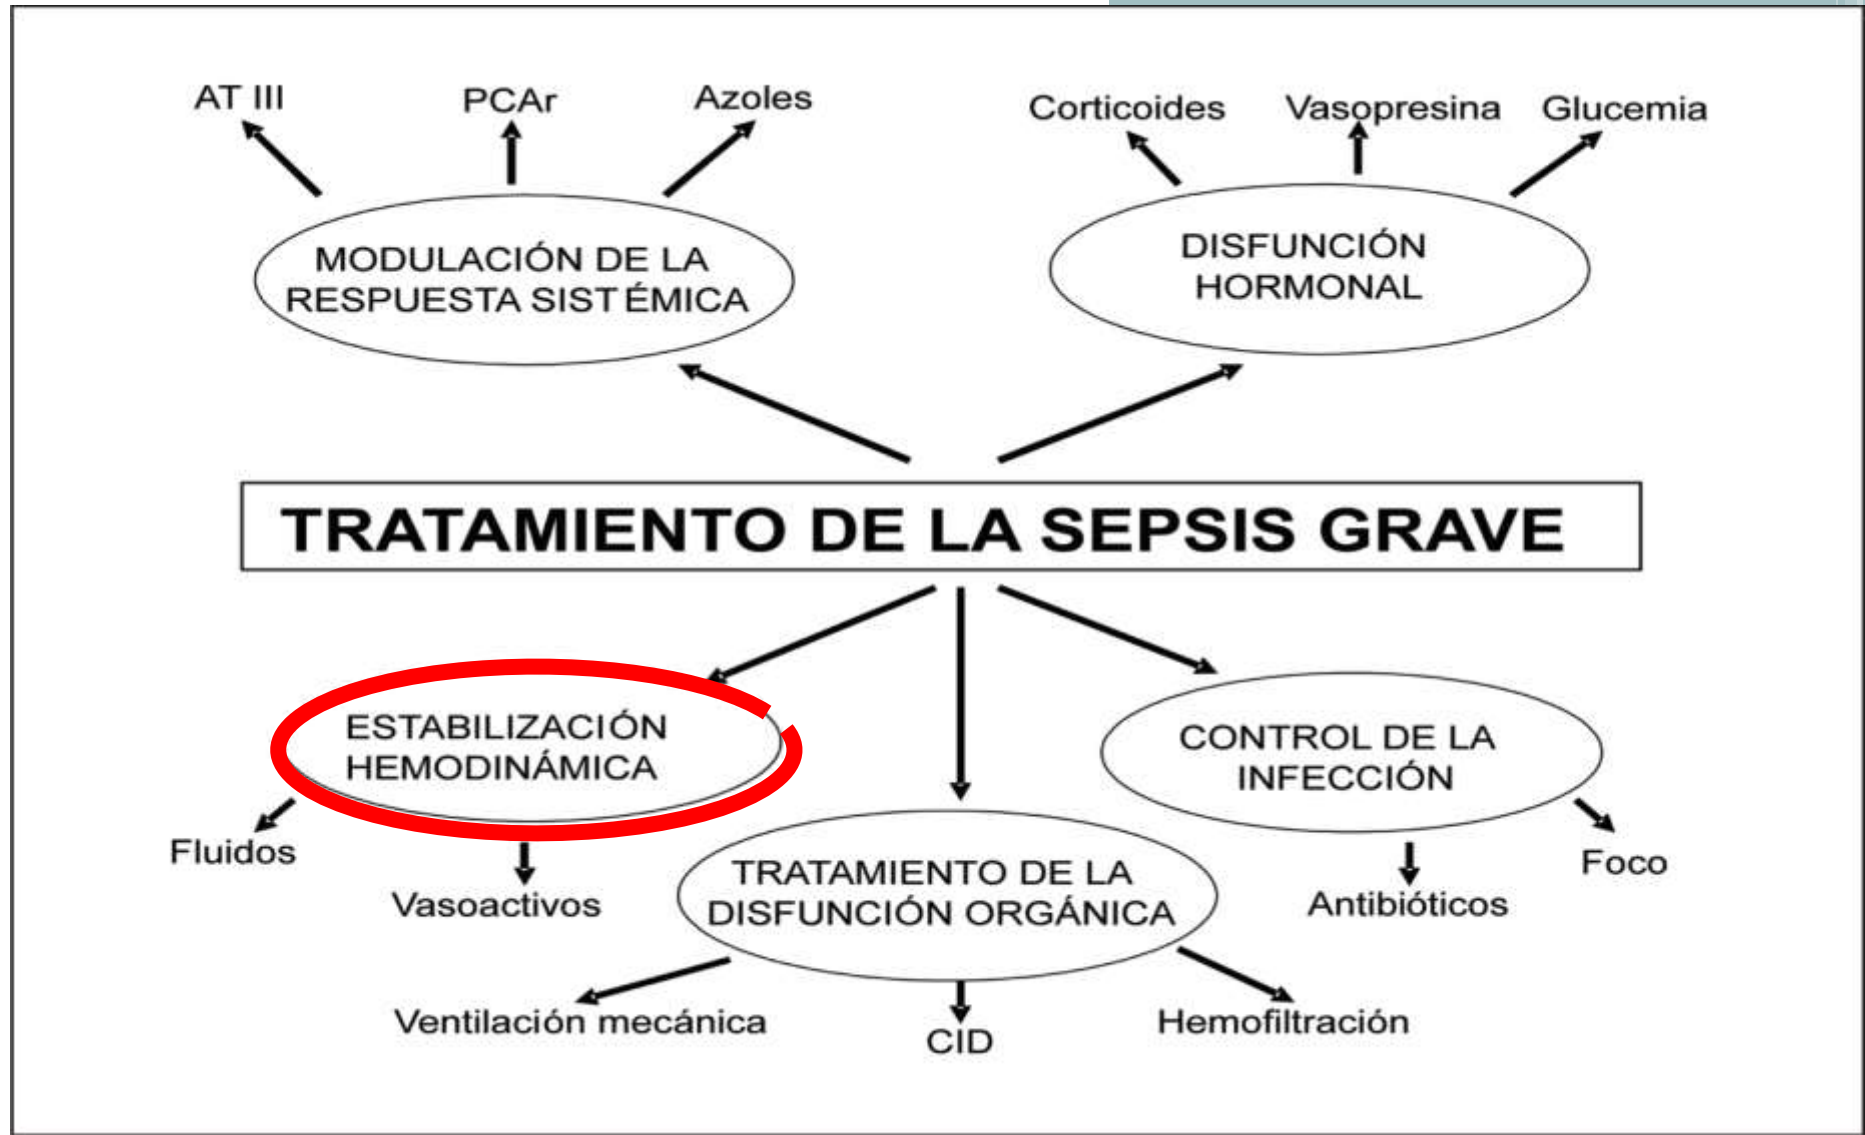 AT III
PCAr
Azoles
Corticoides
Vasopresina
Glucemia
MODULACIÓN DE LA
RESPUESTA SISTÉMICA
DISFUNCIÓN
HORMONAL
TRATAMIENTO DE LA SEPSIS GRAVE
ESTABILIZACIÓN
HEMODINÁMICA
CONTROL DE LA
INFECCIÓN
Fluidos
Vasoactivos
TRATAMIENTO DE LA
DISFUNCIÓN ORGÁNICA
Antibióticos
Foco
Ventilación mecánica
CID
Hemofiltración